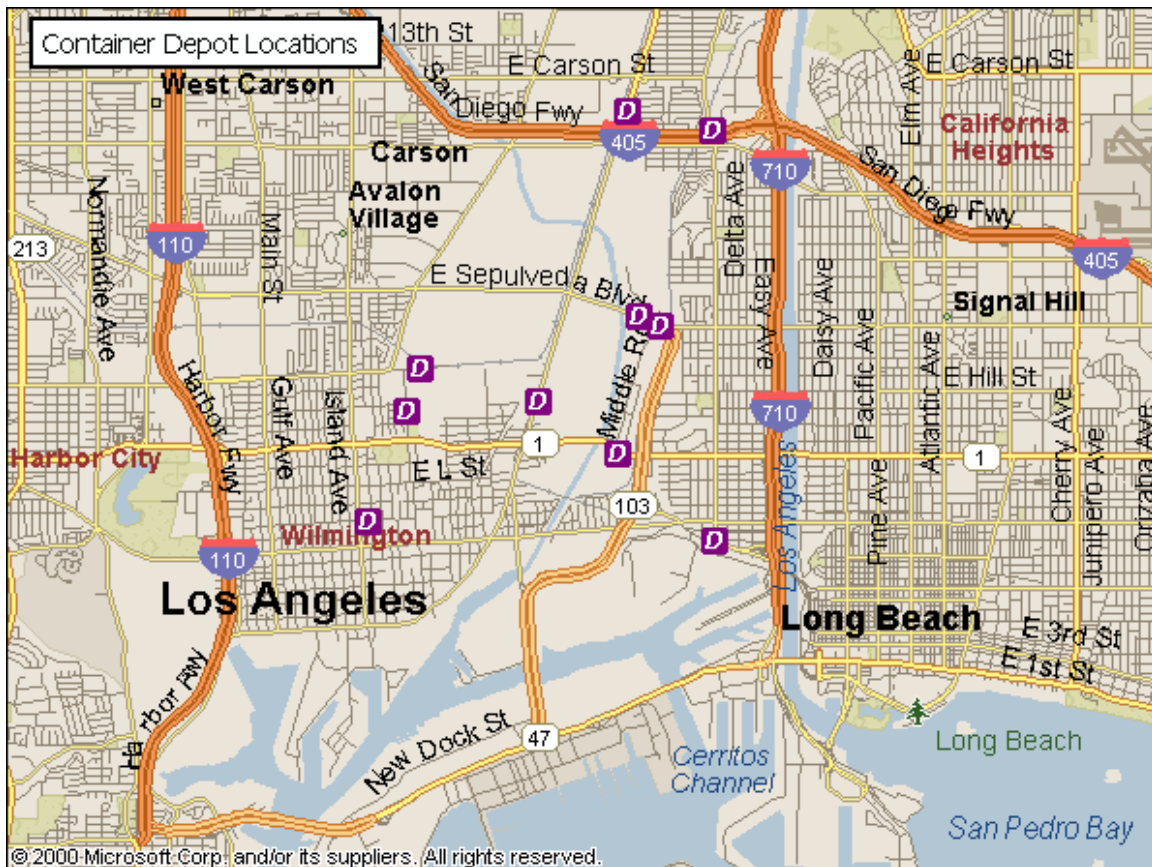 Container Depot Locations
213th St
E Carson St
E Carson St
West Carson
San Diego Fwy
D
D
405
Elm Ave
California
Heights
Carson
710
Avalon
Village
Delta Ave
San Diego Fwy
Normandie Ave
Main St
110
213
405
E Sepulveda Blvd
Easy Ave
Daisy Ave
Signal Hill
D
D
Middle Rd
Pacific Ave
Atlantic Ave
D
E Hill St
Harbor Fwy
Gulf Ave
Island Ave
D
D
710
Cherry Ave
Junipero Ave
Orizaba Ave
Harbor City
1
D
1
E L St
103
Los Angeles
Pine Ave
D
Wilmington
D
110
Los Angeles
Long Beach
E 3rd St
E 1st St
Harbor Fwy
New Dock St
47
Cerritos
Channel
Long Beach
San Pedro Bay
© 2000 Microsoft Corp. and/or its suppliers. All rights reserved.